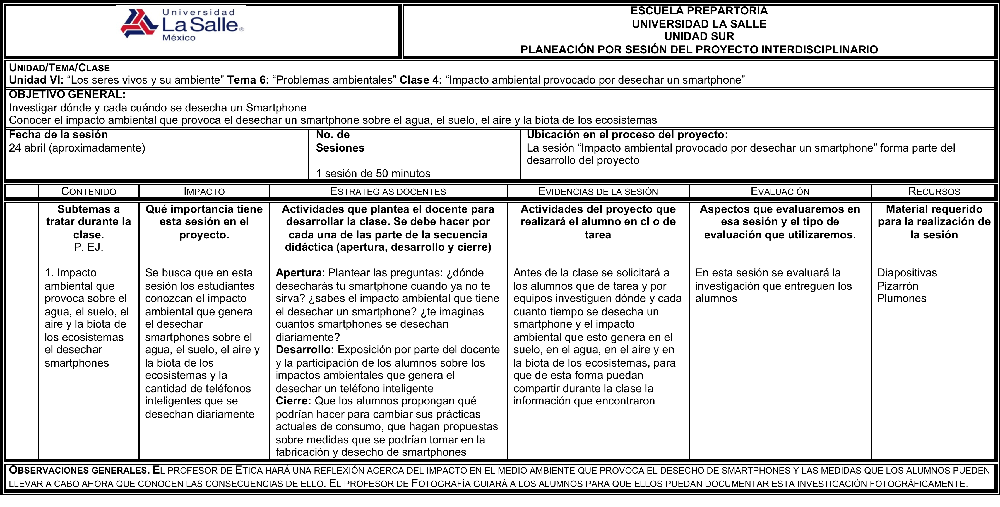 Universidad
La Salle®
México
ESCUELA PREPARTORIA
UNIVERSIDAD LA SALLE
UNIDAD SUR
PLANEACIÓN POR SESIÓN DEL PROYECTO INTERDISCIPLINARIO
UNIDAD/TEMA/CLASE
Unidad VI: “Los seres vivos y su ambiente” Tema 6: “Problemas ambientales” Clase 4: “Impacto ambiental provocado por desechar un smartphone”
OBJETIVO GENERAL:
Investigar dónde y cada cuándo se desecha un Smartphone
Conocer el impacto ambiental que provoca el desechar un smartphone sobre el agua, el suelo, el aire y la biota de los ecosistemas
Fecha de la sesión
24 abril (aproximadamente)
No. de
Sesiones
1 sesión de 50 minutos
Ubicación en el proceso del proyecto:
La sesión “Impacto ambiental provocado por desechar un smartphone” forma parte del
desarrollo del proyecto
CONTENIDO
IMPACTO
ESTRATEGIAS DOCENTES
EVIDENCIAS DE LA SESIÓN
EVALUACIÓN
RECURSOS
Subtemas a
tratar durante la
clase.
P. EJ.
1. Impacto
ambiental que
provoca sobre el
agua, el suelo, el
aire y la biota de
los ecosistemas
el desechar
smartphones
Qué importancia tiene
esta sesión en el
proyecto.
Se busca que en esta
sesión los estudiantes
conozcan el impacto
ambiental que genera
el desechar
smartphones sobre el
agua, el suelo, el aire y
la biota de los
ecosistemas y la
cantidad de teléfonos
inteligentes que se
desechan diariamente
Actividades que plantea el docente para
desarrollar la clase. Se debe hacer por
cada una de las parte de la secuencia
didáctica (apertura, desarrollo y cierre)
Apertura: Plantear las preguntas: ¿dónde
desecharás tu smartphone cuando ya no te
sirva? ¿sabes el impacto ambiental que tiene
el desechar un smartphone? ¿te imaginas
cuantos smartphones se desechan
diariamente?
Desarrollo: Exposición por parte del docente
y la participación de los alumnos sobre los
impactos ambientales que genera el
desechar un teléfono inteligente
Cierre: Que los alumnos propongan qué
podrían hacer para cambiar sus prácticas
actuales de consumo, que hagan propuestas
sobre medidas que se podrían tomar en la
fabricación y desecho de smartphones
Actividades del proyecto que
realizará el alumno en cl o de
tarea
Antes de la clase se solicitará a
los alumnos que de tarea y por
equipos investiguen dónde y cada
cuanto tiempo se desecha un
smartphone y el impacto
ambiental que esto genera en el
suelo, en el agua, en el aire y en
la biota de los ecosistemas, para
que de esta forma puedan
compartir durante la clase la
información que encontraron
Aspectos que evaluaremos en
esa sesión y el tipo de
evaluación que utilizaremos.
En esta sesión se evaluará la
investigación que entreguen los
alumnos
Material requerido
para la realización de
la sesión
Diapositivas
Pizarrón
Plumones
OBSERVACIONES GENERALES. EL PROFESOR DE ÉTICA HARÁ UNA REFLEXIÓN ACERCA DEL IMPACTO EN EL MEDIO AMBIENTE QUE PROVOCA EL DESECHO DE SMARTPHONES Y LAS MEDIDAS QUE LOS ALUMNOS PUEDEN
LLEVAR A CABO AHORA QUE CONOCEN LAS CONSECUENCIAS DE ELLO. EL PROFESOR DE FOTOGRAFÍA GUIARÁ A LOS ALUMNOS PARA QUE ELLOS PUEDAN DOCUMENTAR ESTA INVESTIGACIÓN FOTOGRÁFICAMENTE.